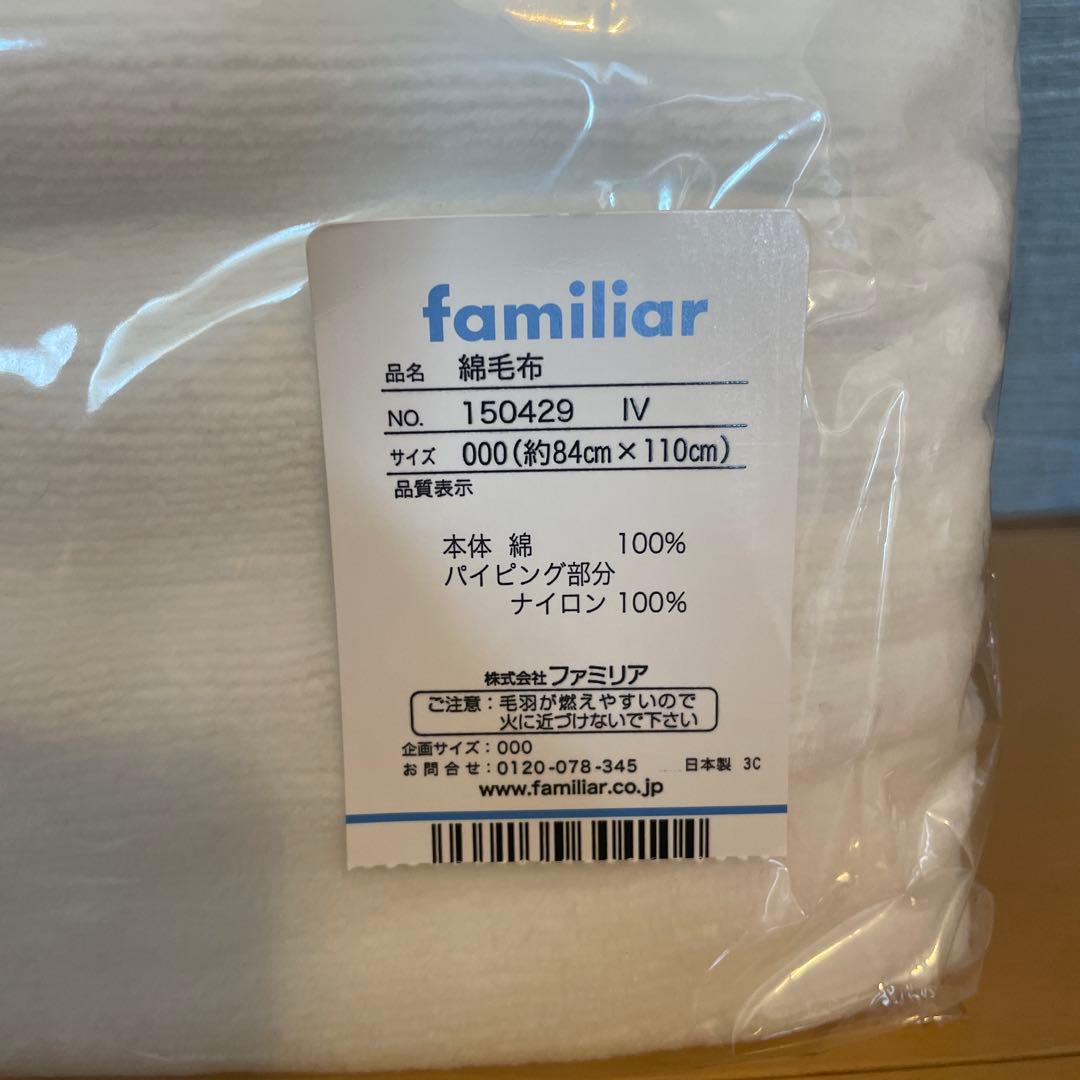 familiar
品名 綿毛布
NO. 150429 IV
サイズ 000(約84cm×110cm)
品質表示
本体 綿 100%
パイピング部分
ナイロン 100%
株式会社ファミリア
ご注意：毛羽が燃えやすいので
火に近づけないで下さい
企画サイズ：000
お問合せ：0120-078-345 日本製 3C
www.familiar.co.jp